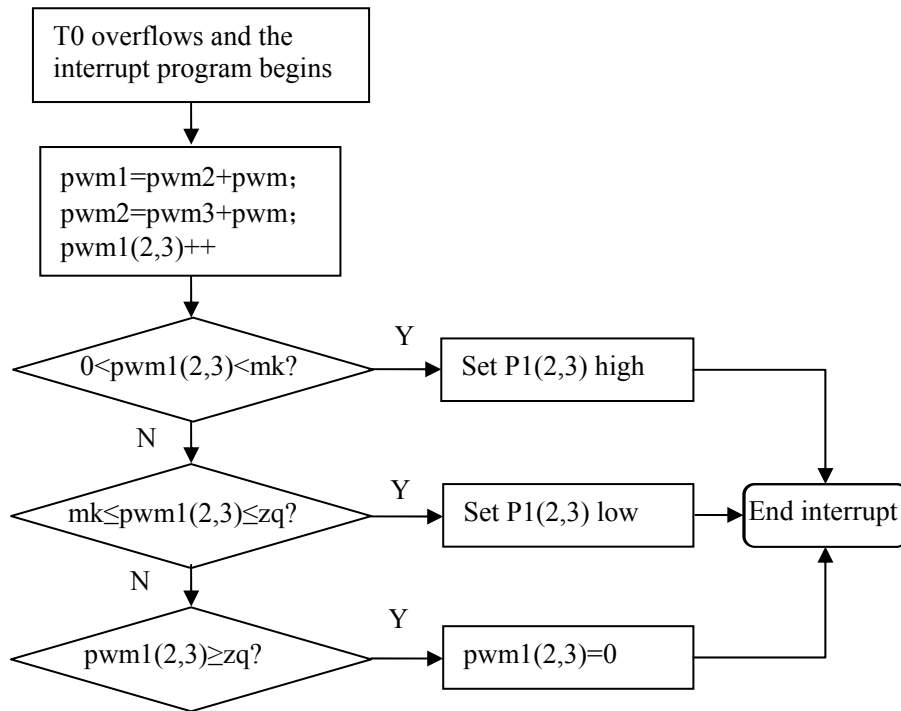 T0 overflows and the
interrupt program begins
pwm1=pwm2+pwm；
pwm2=pwm3+pwm；
pwm1(2,3)++
0<pwm1(2,3)<mk?
Y
Set P1(2,3) high
N
mk≤pwm1(2,3)≤zq?
Y
Set P1(2,3) low
End interrupt
N
pwm1(2,3)≥zq?
Y
pwm1(2,3)=0